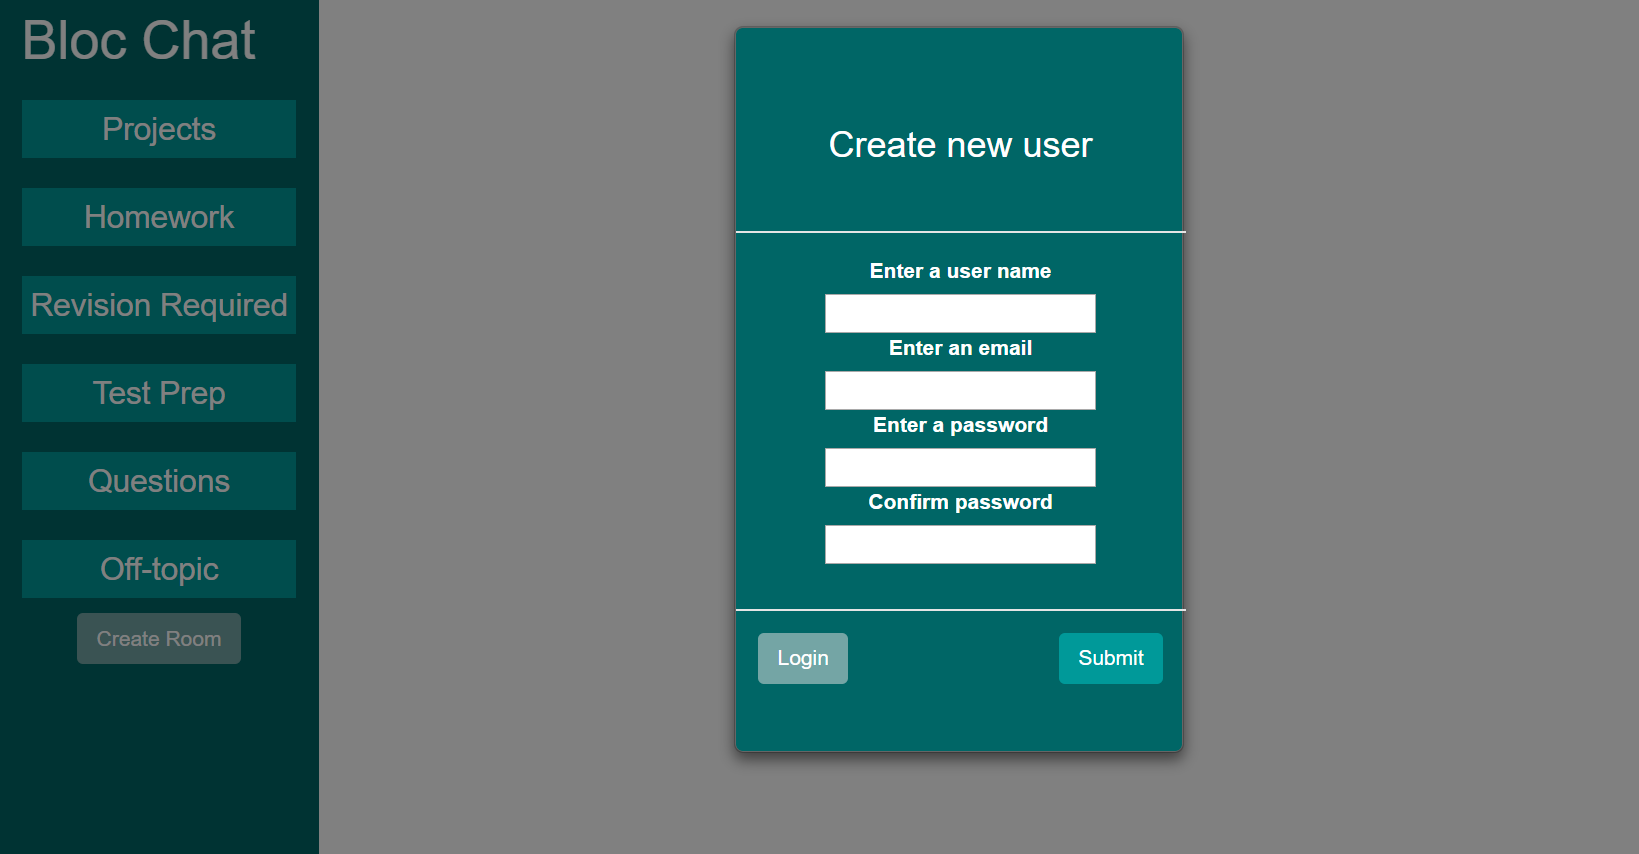 Bloc Chat
Projects
Homework
Revision Required
Test Prep
Questions
Off-topic
Create Room
Create new user
Enter a user name
Enter an email
Enter a password
Confirm password
Login
Submit